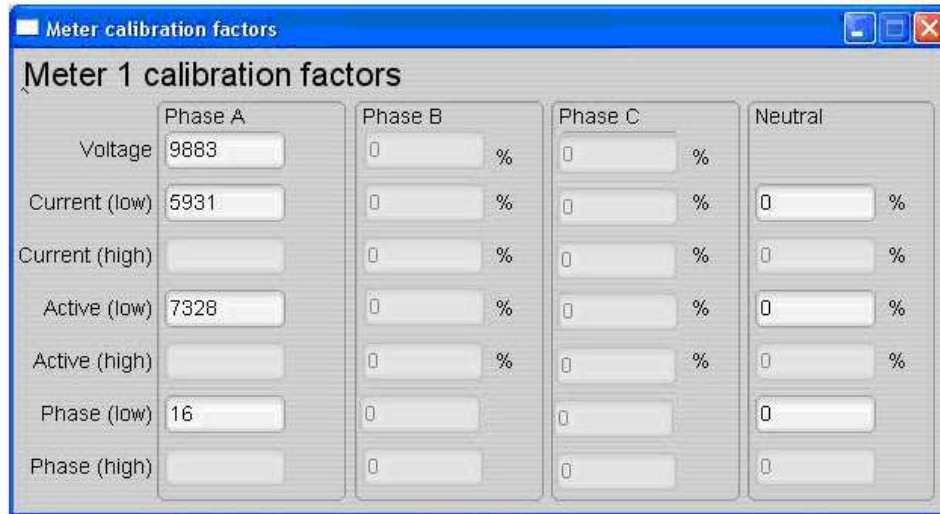 Meter calibration factors
Meter 1 calibration factors
Phase A Phase B Phase C Neutral
Voltage 9883 0 % 0 %
Current (low) 5931 0 % 0 % 0 %
Current (high) 0 % 0 % 0 %
Active (low) 7328 0 % 0 % 0 %
Active (high) 0 % 0 % 0 %
Phase (low) 16 0 0 0
Phase (high) 0 0 0